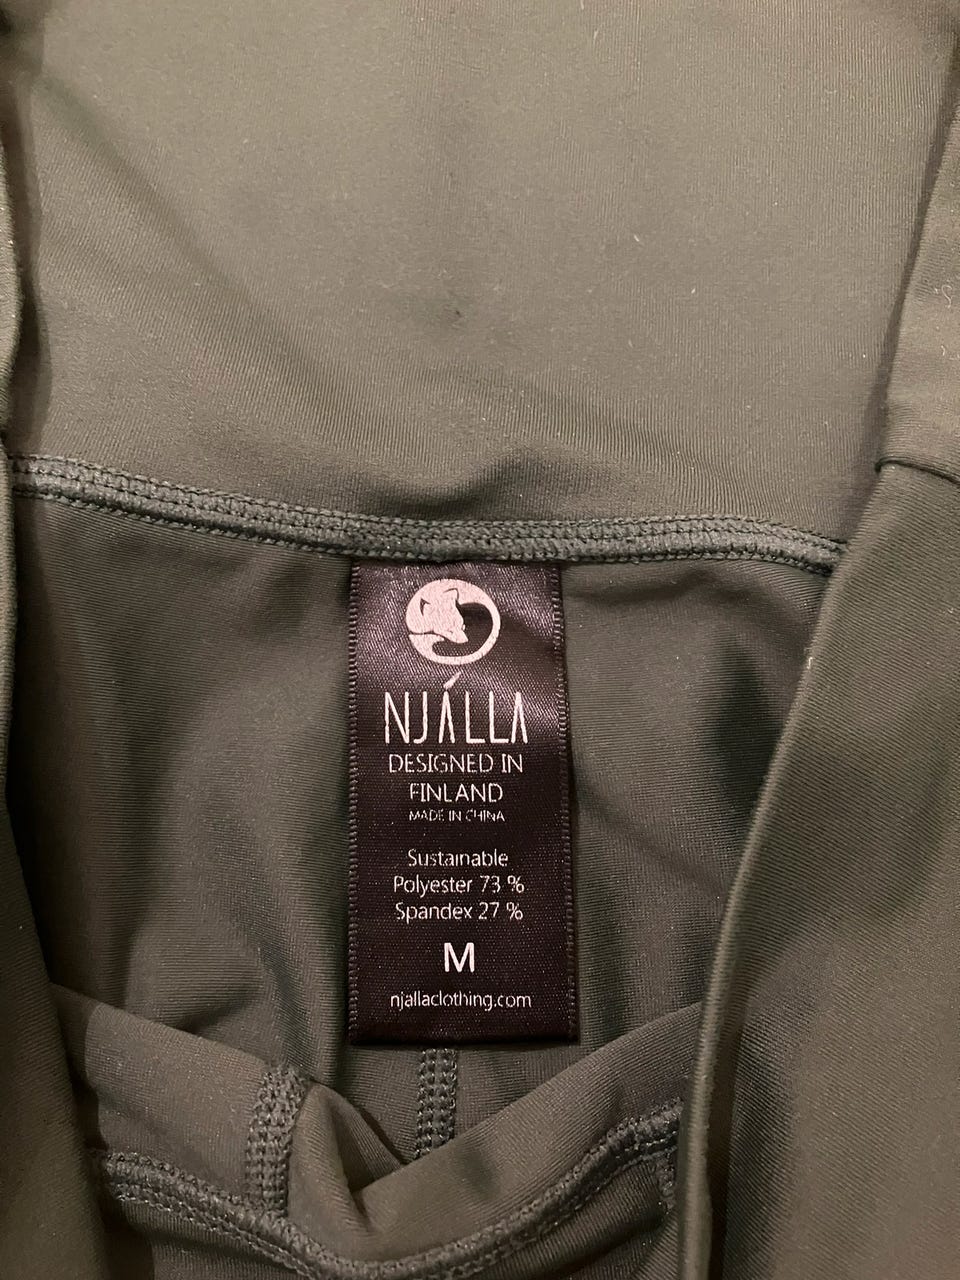 NJÁLLA
DESIGNED IN
FINLAND
MADE IN CHINA
Sustainable
Polyester 73 %
Spandex 27 %
M
njallaclothing.com